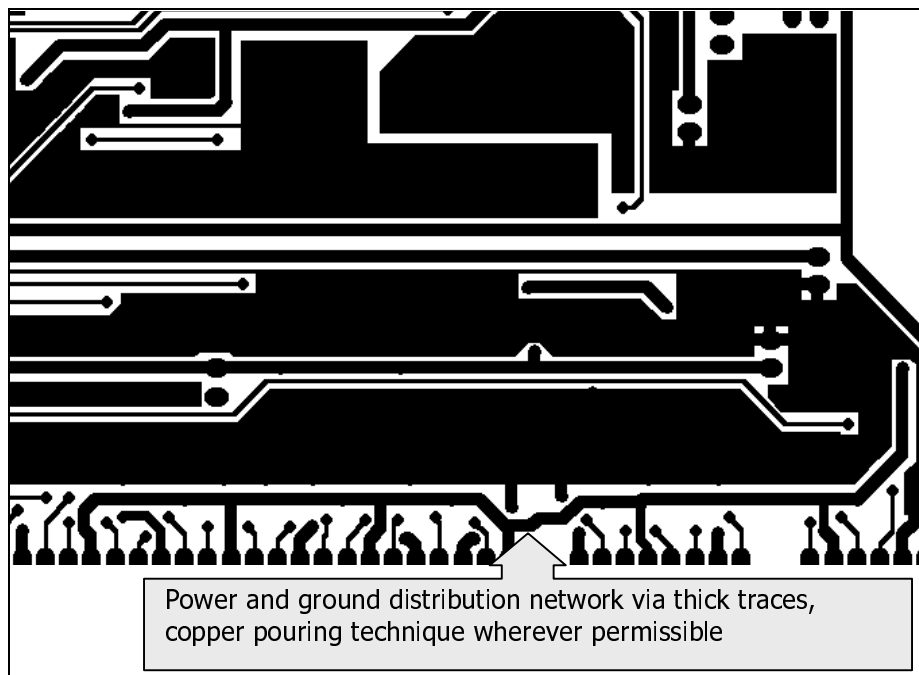 Power and ground distribution network via thick traces,
copper pouring technique wherever permissible